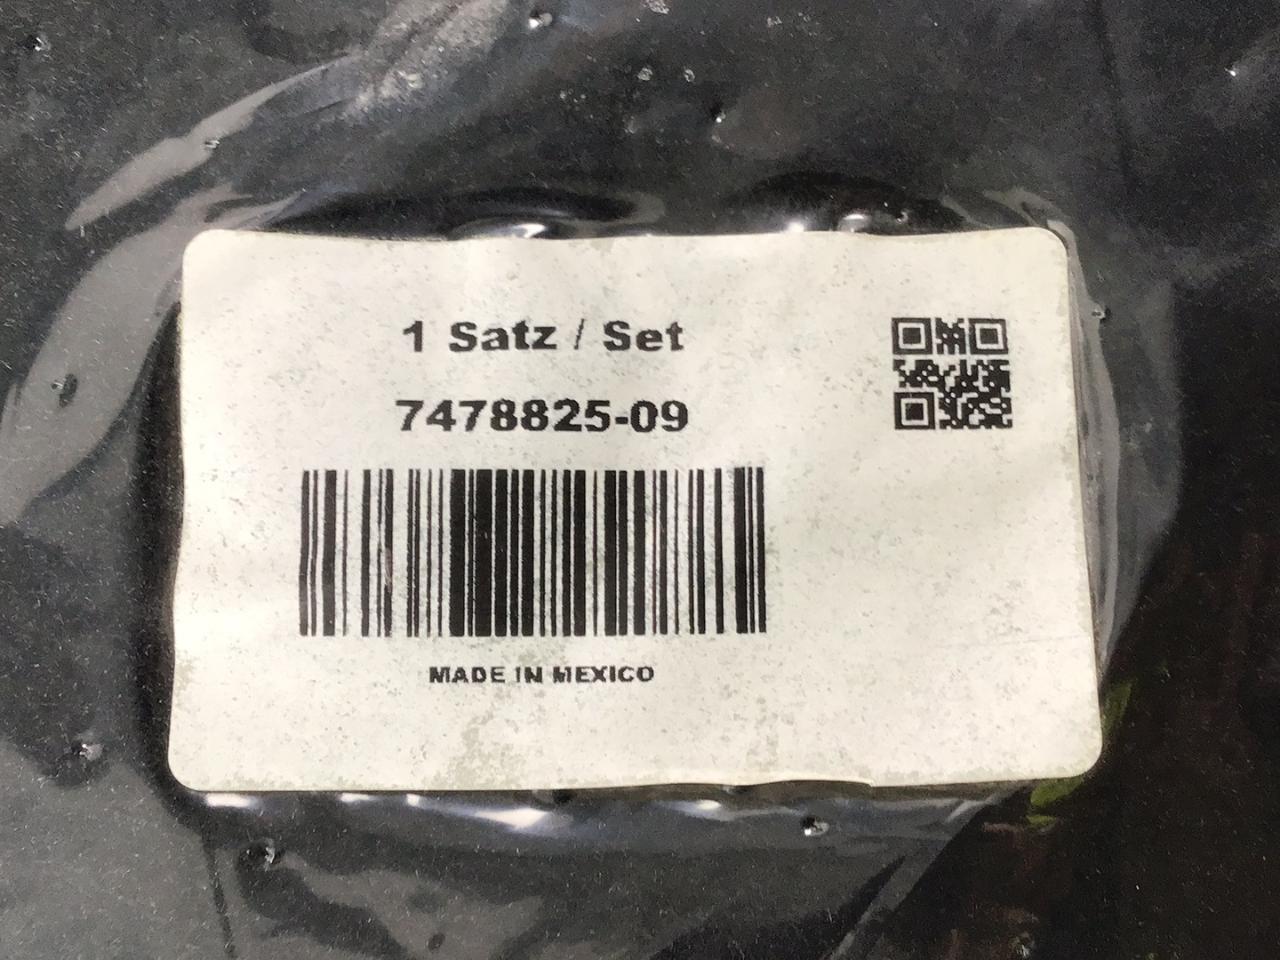 1 Satz / Set
7478825-09
MADE IN MEXICO